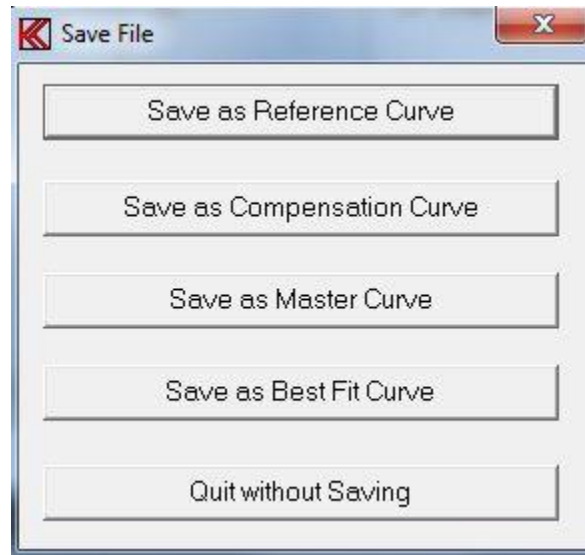 Save File
Save as Reference Curve
Save as Compensation Curve
Save as Master Curve
Save as Best Fit Curve
Quit without Saving